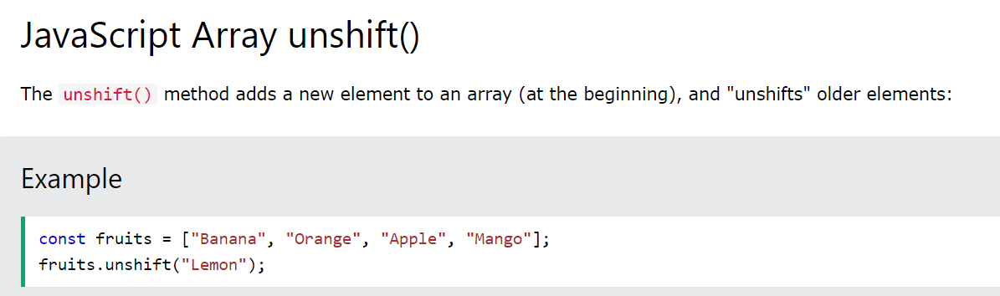 JavaScript Array unshift()
The unshift() method adds a new element to an array (at the beginning), and "unshifts" older elements:
Example
const fruits = ["Banana", "Orange", "Apple", "Mango"];
fruits.unshift("Lemon");